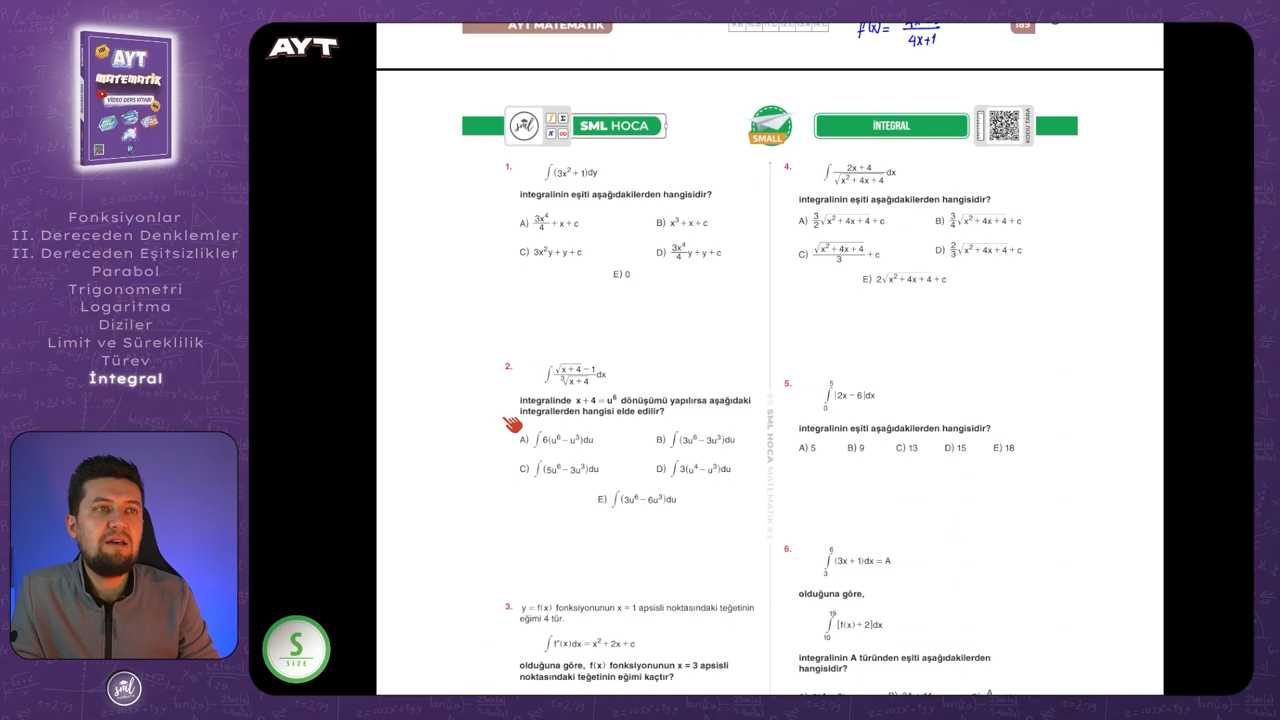 AYT MATEMATİK
f'(x) =
4x+1
AYT
AYT
MATEMATİK
VİDEO DERS KİTABI
Fonksiyonlar
II. Dereceden Denklemler
II. Dereceden Eşitsizlikler
Parabol
Trigonometri
Logaritma
Diziler
Limit ve Süreklilik
Türev
İntegral
S
SIZE
sml
sml
SML HOCA
SMALL
İNTEGRAL
KODU TARA
1. ∫(3x² + 1)dy
integralinin eşiti aşağıdakilerden hangisidir?
A) 3x⁴/4 + x + c B) x³ + x + c
C) 3x²y + y + c D) 3x⁴/4 y + y + c
E) 0
2. ∫ (√(x + 4) − 1)/∛(x + 4) dx
integralinde x + 4 = u⁶ dönüşümü yapılırsa aşağıdaki
integrallerden hangisi elde edilir?
A) ∫6(u⁶ − u³)du B) ∫(3u⁶ − 3u³)du
C) ∫(5u⁶ − 3u³)du D) ∫3(u⁴ − u³)du
E) ∫(3u⁶ − 6u³)du
3. y = f(x) fonksiyonunun x = 1 apsisli noktasındaki teğetinin
eğimi 4 tür.
∫f''(x)dx = x² + 2x + c
olduğuna göre, f(x) fonksiyonunun x = 3 apsisli
noktasındaki teğetinin eğimi kaçtır?
SML HOCA MATEMATİK
4. ∫ (2x + 4)/√(x² + 4x + 4) dx
integralinin eşiti aşağıdakilerden hangisidir?
A) 3/2 √(x² + 4x + 4) + c B) 3/4 √(x² + 4x + 4) + c
C) √(x² + 4x + 4)/3 + c D) 2/3 √(x² + 4x + 4) + c
E) 2√(x² + 4x + 4) + c
5. ∫₀⁵ |2x − 6|dx
integralinin eşiti aşağıdakilerden hangisidir?
A) 5 B) 9 C) 13 D) 15 E) 18
6. ∫₃⁶ (3x + 1)dx = A
olduğuna göre,
∫₁₀¹⁹ [f(x) + 2]dx
integralinin A türünden eşiti aşağıdakilerden
hangisidir?